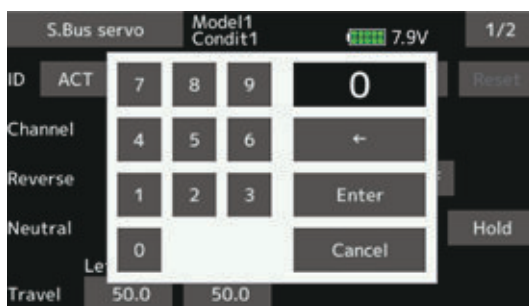 S.Bus servo Model1 Condit1 7.9V 1/2
ID ACT 7 8 9 0 Reset
Channel 4 5 6 ←
Reverse 1 2 3 Enter
Neutral 0 Cancel Hold
Travel 50.0 50.0